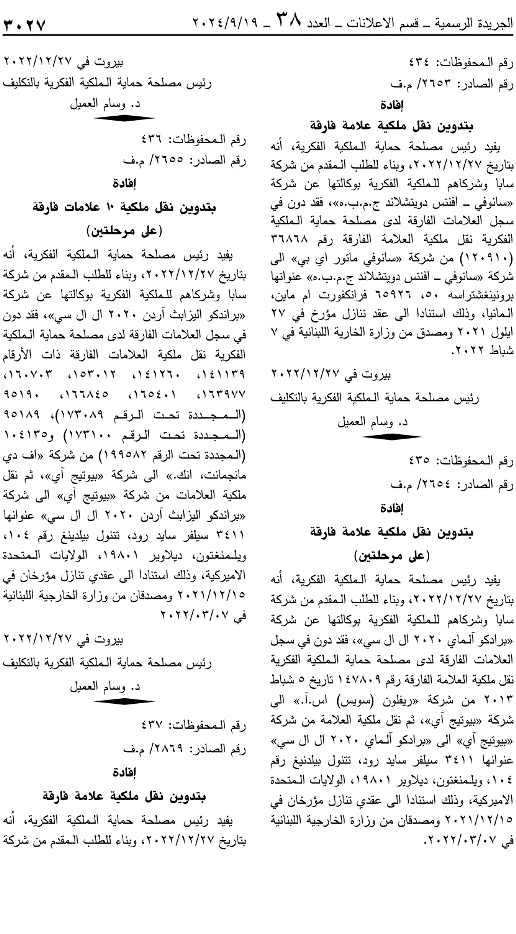 الجريدة الرسمية ــ قسم الاعلانات ــ العدد ٣٨ ــ ٢٠٢٤/٩/١٩
٣٠٢٧
رقم المحفوظات: ٤٣٤
رقم الصادر: ٢٦٥٣/ م.ف
إفادة
بتدوين نقل ملكية علامة فارقة
يفيد رئيس مصلحة حماية الملكية الفكرية، أنه
بتاريخ ٢٠٢٢/١٢/٢٧، وبناء للطلب المقدم من شركة
سابا وشركاهم للملكية الفكرية بوكالتها عن شركة
«سانوفي ــ افنتس دويتشلاند ج.م.ب.ه»، فقد دون في
سجل العلامات الفارقة لدى مصلحة حماية الملكية
الفكرية نقل ملكية العلامة الفارقة رقم ٣٦٨٦٨
(١٢٠٩١٠) من شركة «سانوفي ماتور اي بي» الى
شركة «سانوفي ــ افنتس دويتشلاند ج.م.ب.ه» عنوانها
برونينغشتراسه ٥٠، ٦٥٩٢٦ فرانكفورت ام ماين،
المانيا، وذلك استنادا الى عقد تنازل مؤرخ في ٢٧
ايلول ٢٠٢١ ومصدق من وزارة الخارية اللبنانية في ٧
شباط ٢٠٢٢.
بيروت في ٢٠٢٢/١٢/٢٧
رئيس مصلحة حماية الملكية الفكرية بالتكليف
د. وسام العميل
رقم المحفوظات: ٤٣٥
رقم الصادر: ٢٦٥٤/ م.ف
إفادة
بتدوين نقل ملكية علامة فارقة
(على مرحلتين)
يفيد رئيس مصلحة حماية الملكية الفكرية، أنه
بتاريخ ٢٠٢٢/١٢/٢٧، وبناء للطلب المقدم من شركة
سابا وشركاهم للملكية الفكرية بوكالتها عن شركة
«برادكو آلماي ٢٠٢٠ ال ال سي»، فقد دون في سجل
العلامات الفارقة لدى مصلحة حماية الملكية الفكرية
نقل ملكية العلامة الفارقة رقم ١٤٧٨٠٩ تاريخ ٥ شباط
٢٠١٣ من شركة «ريفلون (سويس) اس.آ.» الى
شركة «بيوتيج آي»، ثم نقل ملكية العلامة من شركة
«بيوتيج آي» الى «برادكو آلماي ٢٠٢٠ ال ال سي»
عنوانها ٣٤١١ سيلفر سايد رود، تتنول بيلدنيغ رقم
١٠٤، ويلمنغتون، ديلاوير ١٩٨٠١، الولايات المتحدة
الاميركية، وذلك استنادا الى عقدي تنازل مؤرخان في
٢٠٢١/١٢/١٥ ومصدقان من وزارة الخارجية اللبنانية
في ٢٠٢٢/٠٣/٠٧.
بيروت في ٢٠٢٢/١٢/٢٧
رئيس مصلحة حماية الملكية الفكرية بالتكليف
د. وسام العميل
رقم المحفوظات: ٤٣٦
رقم الصادر: ٢٦٥٥/ م.ف
إفادة
بتدوين نقل ملكية ١٠ علامات فارقة
(على مرحلتين)
يفيد رئيس مصلحة حماية الملكية الفكرية، أنه
بتاريخ ٢٠٢٢/١٢/٢٧، وبناء للطلب المقدم من شركة
سابا وشركاهم للملكية الفكرية بوكالتها عن شركة
«براندكو اليزابث آردن ٢٠٢٠ ال ال سي»، فقد دون
في سجل العلامات الفارقة لدى مصلحة حماية الملكية
الفكرية نقل ملكية العلامات الفارقة ذات الأرقام
١٤١١٣٩، ١٤١٢٦٠، ١٥٣٠١٢، ١٦٠٧٠٣،
١٦٣٩٧٧، ١٦٥٤٠١، ١٦٦٨٤٥، ٩٥١٩٠
(المجددة تحت الرقم ١٧٣٠٨٩)، ٩٥١٨٩
(المجددة تحت الرقم ١٧٣١٠٠) و١٠٤١٣٥
(المجددة تحت الرقم ١٩٩٥٨٢) من شركة «اف دي
مانجمانت، انك.» الى شركة «بيوتيج آي»، ثم نقل
ملكية العلامات من شركة «بيوتيج آي» الى شركة
«براندكو اليزابث آردن ٢٠٢٠ ال ال سي» عنوانها
٣٤١١ سيلفر سايد رود، تتنول بيلدينغ رقم ١٠٤،
ويلمنغتون، ديلاوير ١٩٨٠١، الولايات المتحدة
الاميركية، وذلك استنادا الى عقدي تنازل مؤرخان في
٢٠٢١/١٢/١٥ ومصدقان من وزارة الخارجية اللبنانية
في ٢٠٢٢/٠٣/٠٧
بيروت في ٢٠٢٢/١٢/٢٧
رئيس مصلحة حماية الملكية الفكرية بالتكليف
د. وسام العميل
رقم المحفوظات: ٤٣٧
رقم الصادر: ٢٨٦٩/ م.ف
إفادة
بتدوين نقل ملكية علامة فارقة
يفيد رئيس مصلحة حماية الملكية الفكرية، أنه
بتاريخ ٢٠٢٢/١٢/٢٧، وبناء للطلب المقدم من شركة